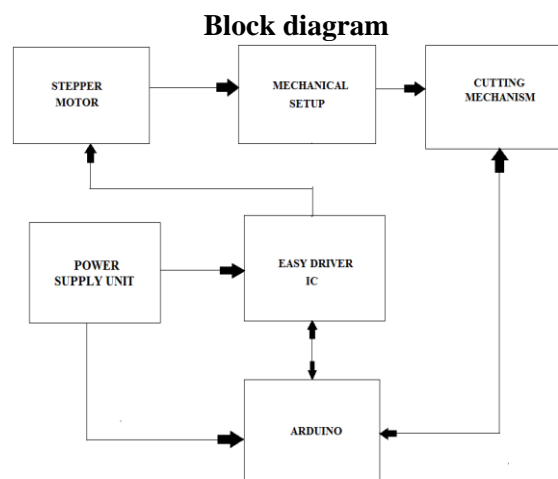 Block diagram
STEPPER
MOTOR
MECHANICAL
SETUP
CUTTING
MECHANISM
POWER
SUPPLY UNIT
EASY DRIVER
IC
ARDUINO